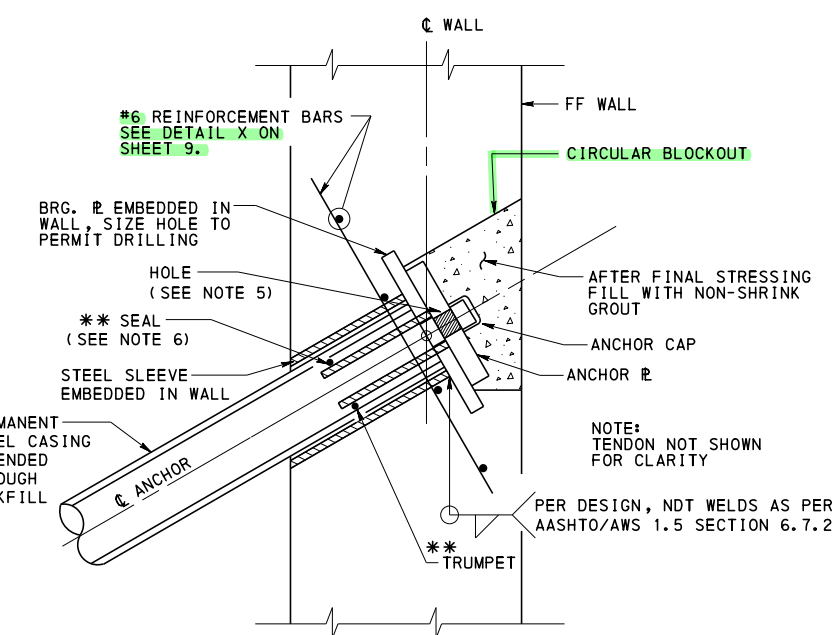 ℄ WALL
FF WALL
#6 REINFORCEMENT BARS
SEE DETAIL X ON
SHEET 9.
CIRCULAR BLOCKOUT
BRG. ⅊ EMBEDDED IN
WALL, SIZE HOLE TO
PERMIT DRILLING
HOLE
(SEE NOTE 5)
AFTER FINAL STRESSING
FILL WITH NON-SHRINK
GROUT
** SEAL
(SEE NOTE 6)
ANCHOR CAP
STEEL SLEEVE
EMBEDDED IN WALL
ANCHOR ⅊
MANENT
EL CASING
ENDED
OUGH
KFILL
℄ ANCHOR
NOTE:
TENDON NOT SHOWN
FOR CLARITY
PER DESIGN, NDT WELDS AS PER
AASHTO/AWS 1.5 SECTION 6.7.2
**
TRUMPET